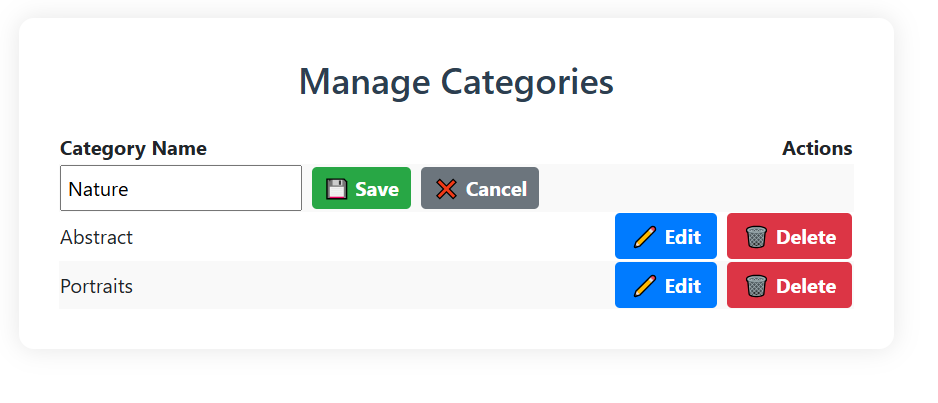 Manage Categories
Category Name Actions
Nature Save Cancel
Abstract Edit Delete
Portraits Edit Delete